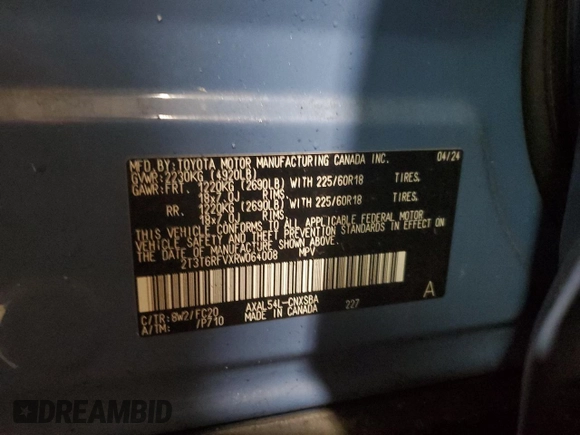 MFD.BY:TOYOTA MOTOR MANUFACTURING CANADA INC. 04/24
GVWR:2230KG (4920LB)
GAWR:FRT. 1220KG (2690LB) WITH 225/60R18 TIRES,
18x7.0J RIMS
RR. 1220KG (2690LB) WITH 225/60R18 TIRES,
18x7.0J RIMS
THIS VEHICLE CONFORMS TO ALL APPLICABLE FEDERAL MOTOR
VEHICLE SAFETY AND THEFT PREVENTION STANDARDS IN EFFECT ON
THE DATE OF MANUFACTURE SHOWN ABOVE.
2T3T6RFVXRW064008 MPV
AXAL54L-CNXSBA 227 A
C/TR:8W2/FC20 MADE IN CANADA
A/TM: /P710
DREAMBID